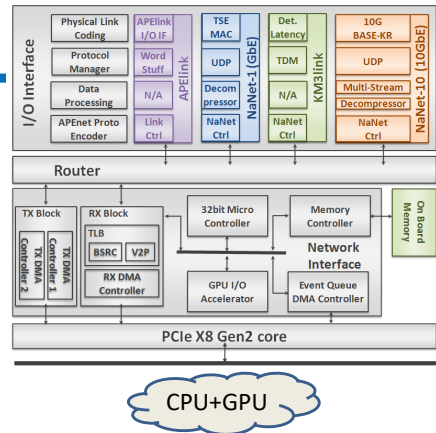 I/O Interface
Physical Link
Coding
Protocol
Manager
Data
Processing
APEnet Proto
Encoder
APElink
I/O IF
Word
Stuff
N/A
Link
Ctrl
APElink
TSE
MAC
UDP
Decom
pressor
NaNet
Ctrl
NaNet-1 (GbE)
Det.
Latency
TDM
N/A
NaNet
Ctrl
KM3link
10G
BASE-KR
UDP
Multi-Stream
Decompressor
NaNet
Ctrl
NaNet-10 (10GbE)
Router
TX Block
TX DMA
Controller 2
TX DMA
Controller 1
RX Block
TLB
BSRC
V2P
RX DMA
Controller
32bit Micro
Controller
Memory
Controller
Network
Interface
GPU I/O
Accelerator
Event Queue
DMA Controller
On Board
Memory
PCIe X8 Gen2 core
CPU+GPU